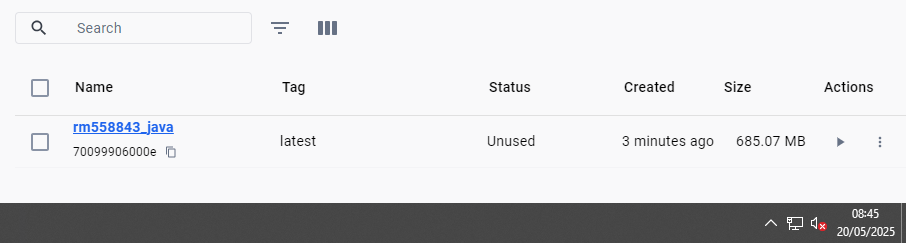 Search
Name Tag Status Created Size Actions
rm558843_java latest Unused 3 minutes ago 685.07 MB
70099906000e
08:45
20/05/2025